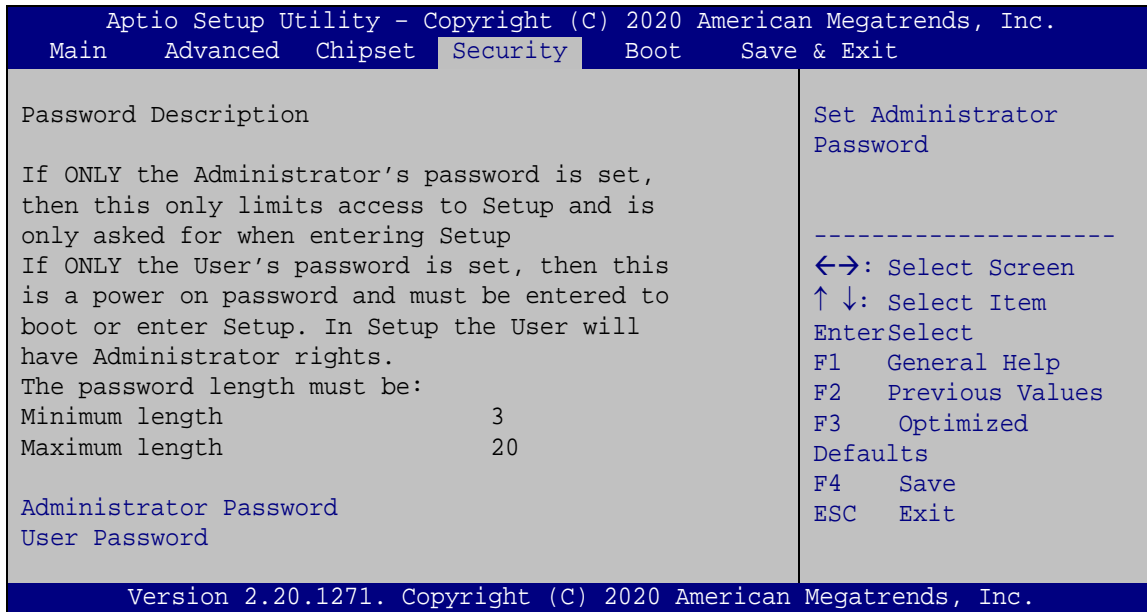 Aptio Setup Utility – Copyright (C) 2020 American Megatrends, Inc.
Main Advanced Chipset Security Boot Save & Exit
Password Description
If ONLY the Administrator’s password is set,
then this only limits access to Setup and is
only asked for when entering Setup
If ONLY the User’s password is set, then this
is a power on password and must be entered to
boot or enter Setup. In Setup the User will
have Administrator rights.
The password length must be:
Minimum length 3
Maximum length 20
Administrator Password
User Password
Set Administrator
Password
---------------------
←→: Select Screen
↑ ↓: Select Item
EnterSelect
F1 General Help
F2 Previous Values
F3 Optimized
Defaults
F4 Save
ESC Exit
Version 2.20.1271. Copyright (C) 2020 American Megatrends, Inc.